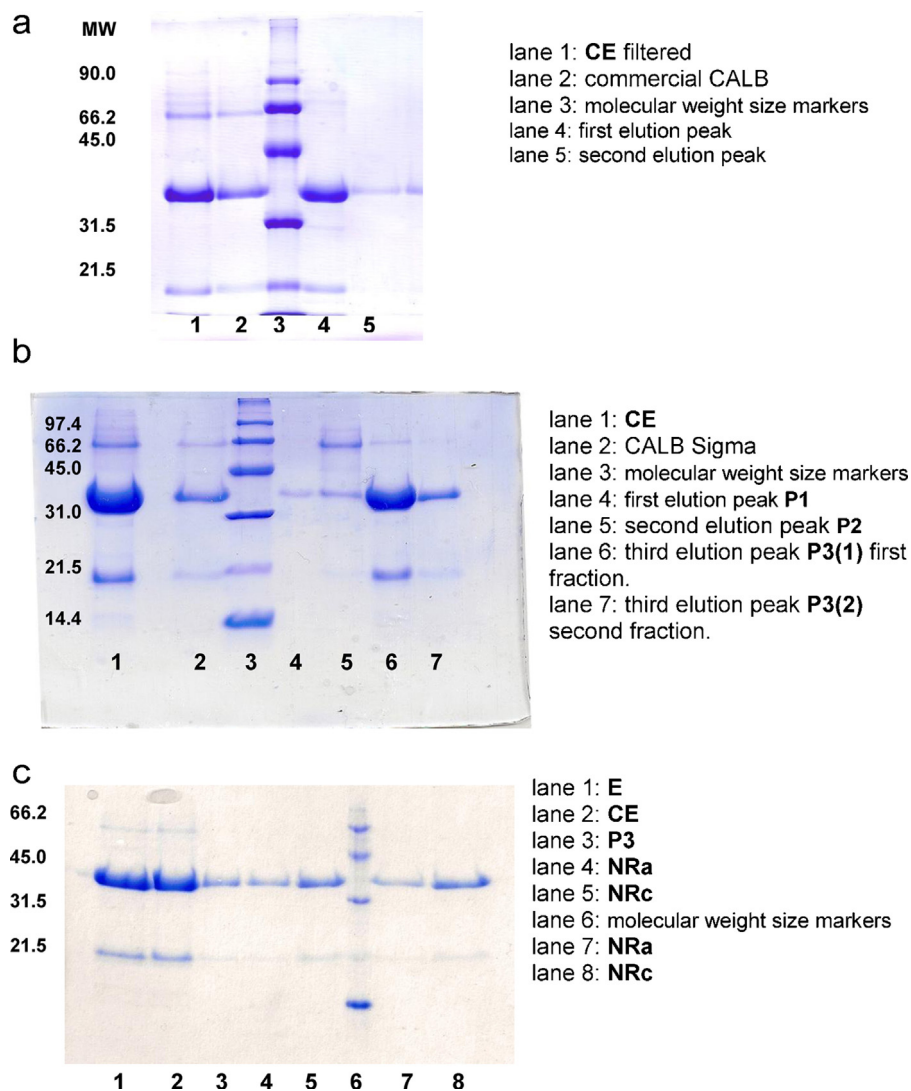 a
MW
90.0
66.2
45.0
31.5
21.5
1 2 3 4 5
lane 1: CE filtered
lane 2: commercial CALB
lane 3: molecular weight size markers
lane 4: first elution peak
lane 5: second elution peak
b
97.4
66.2
45.0
31.0
21.5
14.4
1 2 3 4 5 6 7
lane 1: CE
lane 2: CALB Sigma
lane 3: molecular weight size markers
lane 4: first elution peak P1
lane 5: second elution peak P2
lane 6: third elution peak P3(1) first
fraction.
lane 7: third elution peak P3(2)
second fraction.
c
66.2
45.0
31.5
21.5
1 2 3 4 5 6 7 8
lane 1: E
lane 2: CE
lane 3: P3
lane 4: NRa
lane 5: NRc
lane 6: molecular weight size markers
lane 7: NRa
lane 8: NRc